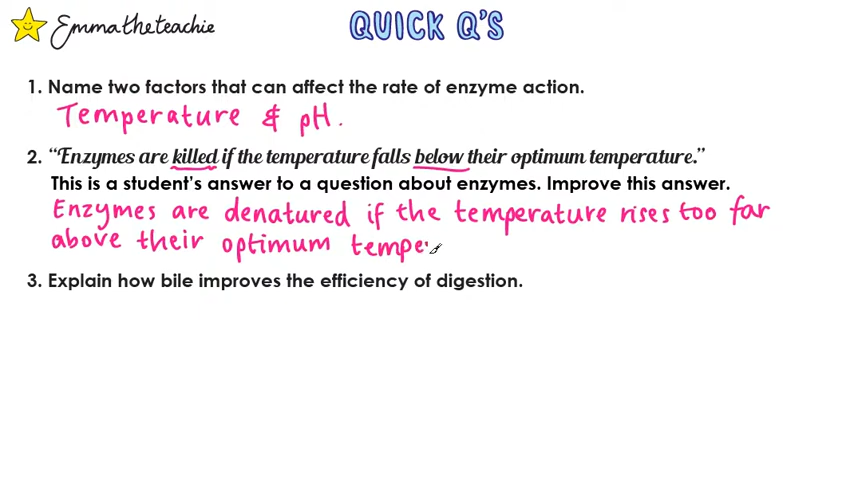 Emmatheteachie
QUICK Q'S
1. Name two factors that can affect the rate of enzyme action.
Temperature & pH.
2. “Enzymes are killed if the temperature falls below their optimum temperature.”
This is a student's answer to a question about enzymes. Improve this answer.
Enzymes are denatured if the temperature rises too far
above their optimum tempe
3. Explain how bile improves the efficiency of digestion.